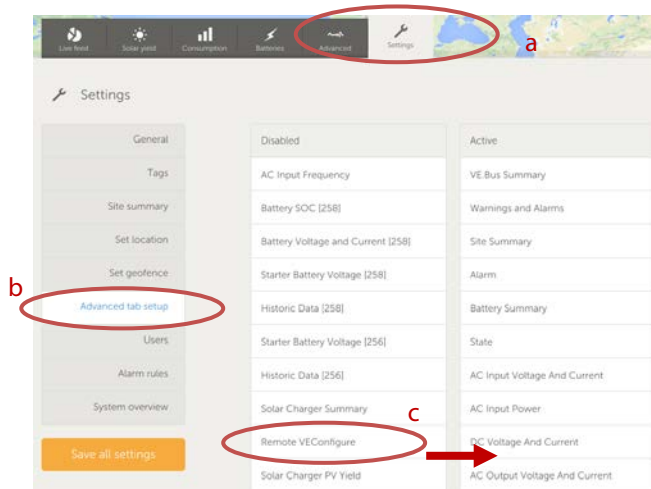 Live feed Solar yield Consumption Batteries Advanced Settings
a
Settings
General
Tags
Site summary
Set location
Set geofence
b
Advanced tab setup
Users
Alarm rules
System overview
Save all settings
Disabled
AC Input Frequency
Battery SOC [258]
Battery Voltage and Current [258]
Starter Battery Voltage [258]
Historic Data [258]
Starter Battery Voltage [256]
Historic Data [256]
Solar Charger Summary
c
Remote VEConfigure
Solar Charger PV Yield
Active
VE.Bus Summary
Warnings and Alarms
Site Summary
Alarm
Battery Summary
State
AC Input Voltage And Current
AC Input Power
DC Voltage And Current
AC Output Voltage And Current